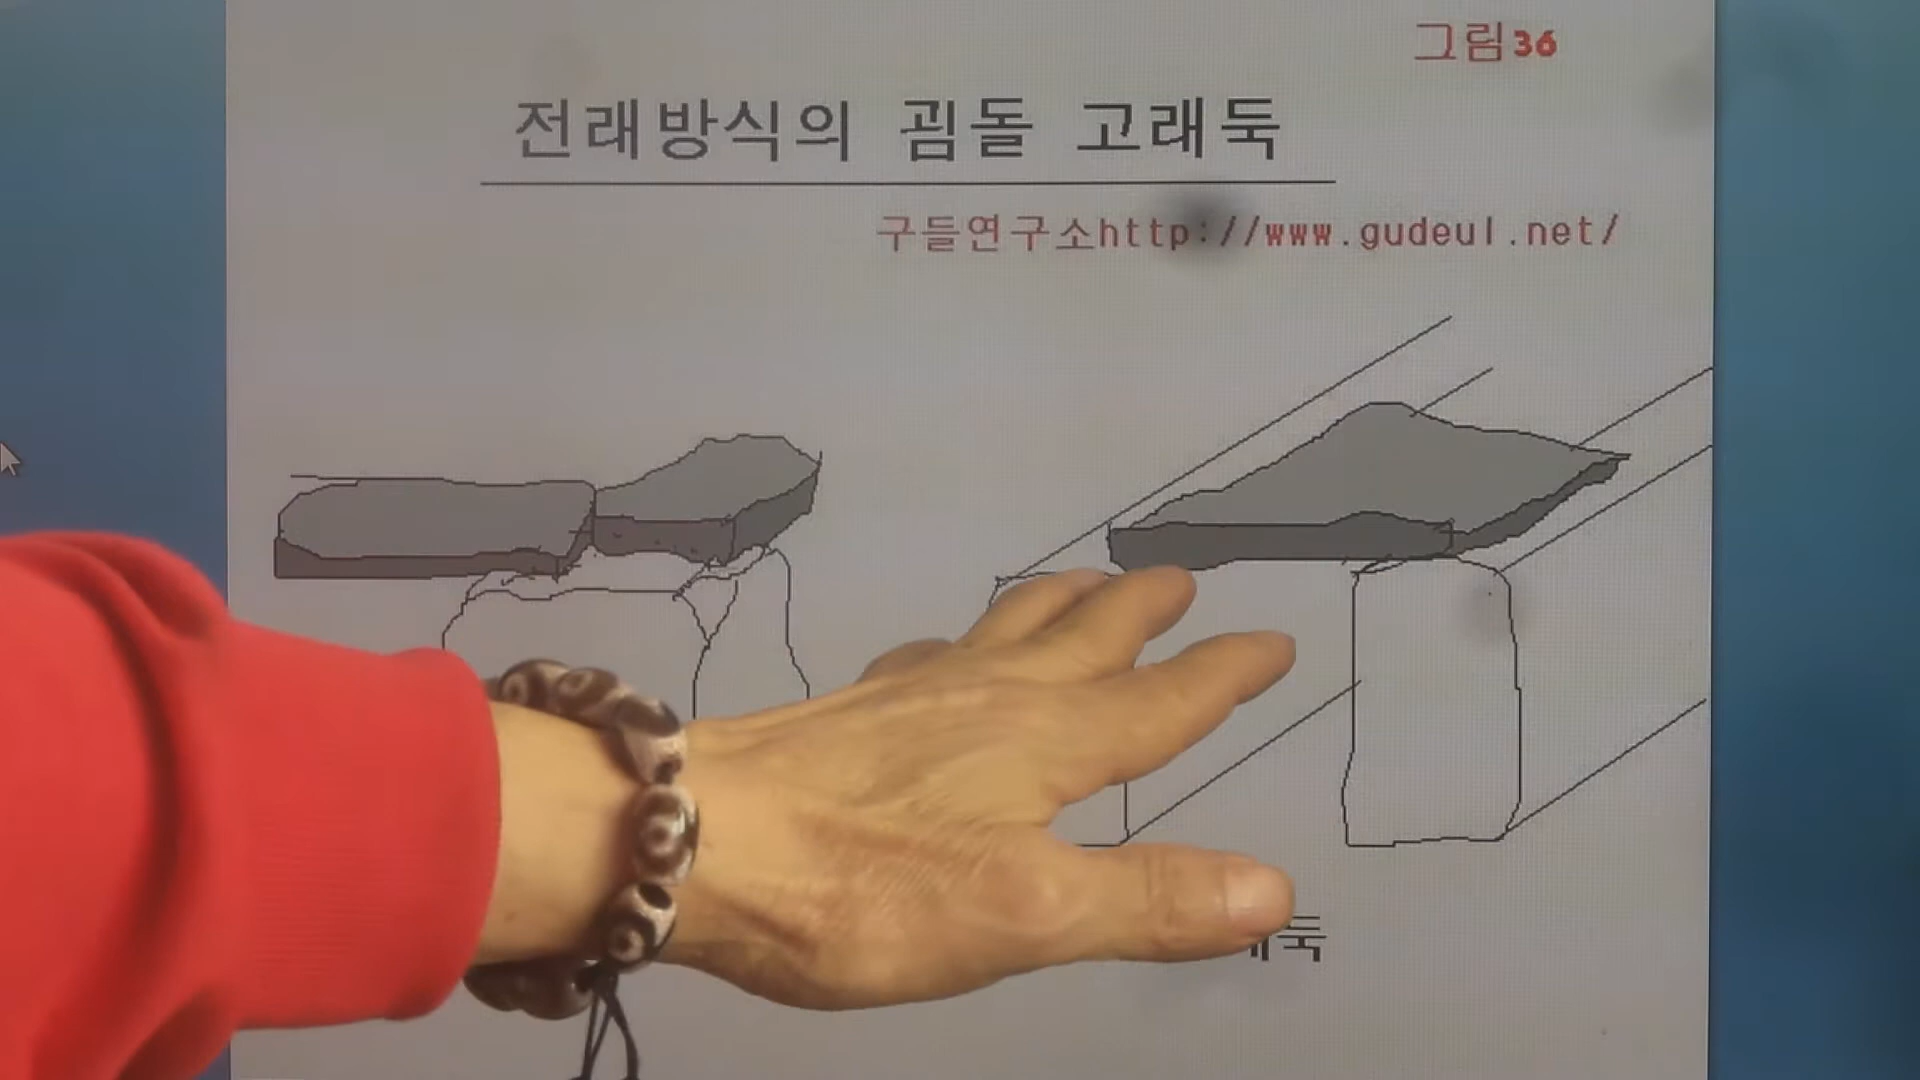 그림36
전래방식의 굄돌 고래둑
구들연구소http://www.gudeul.net/
둑